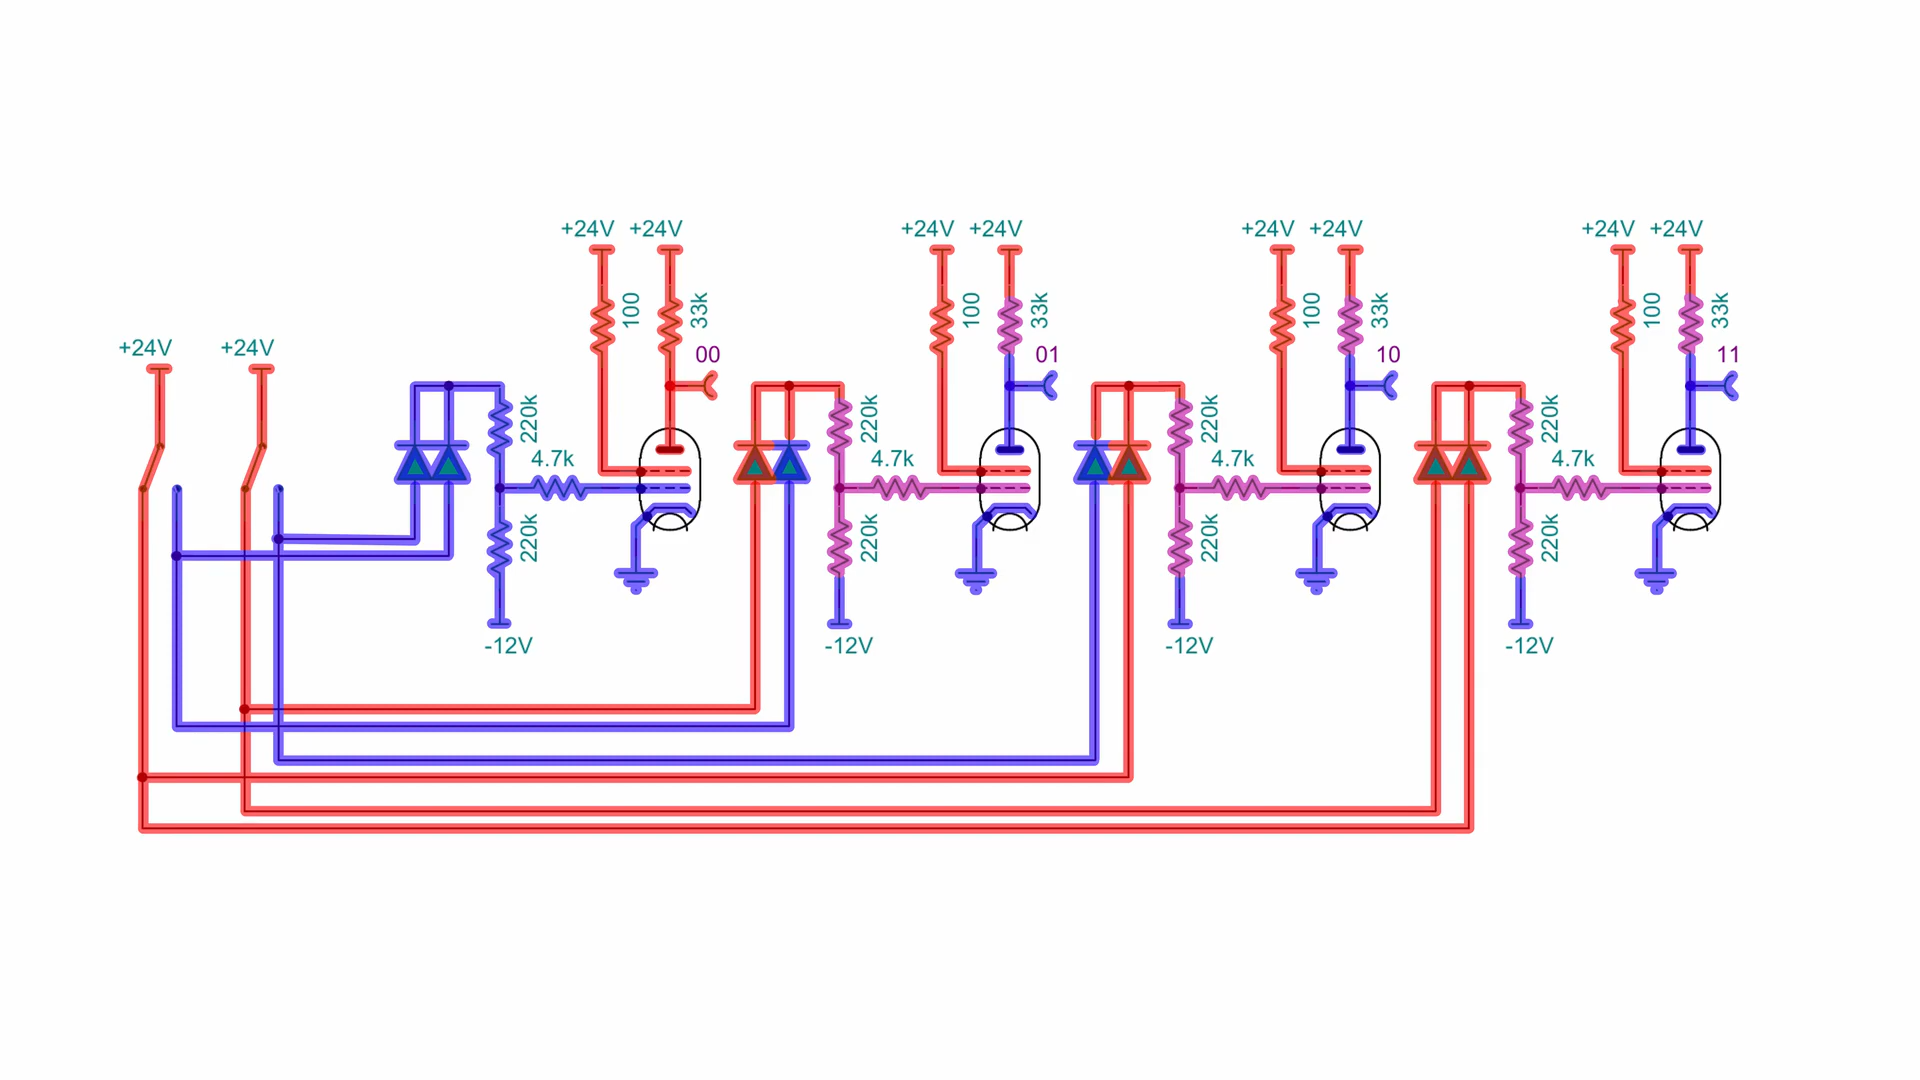 +24V +24V +24V +24V +24V +24V +24V +24V
100 33k 100 33k 100 33k 100 33k
+24V +24V
00 01 10 11
220k 220k 220k 220k
4.7k 4.7k 4.7k 4.7k
220k 220k 220k 220k
-12V -12V -12V -12V